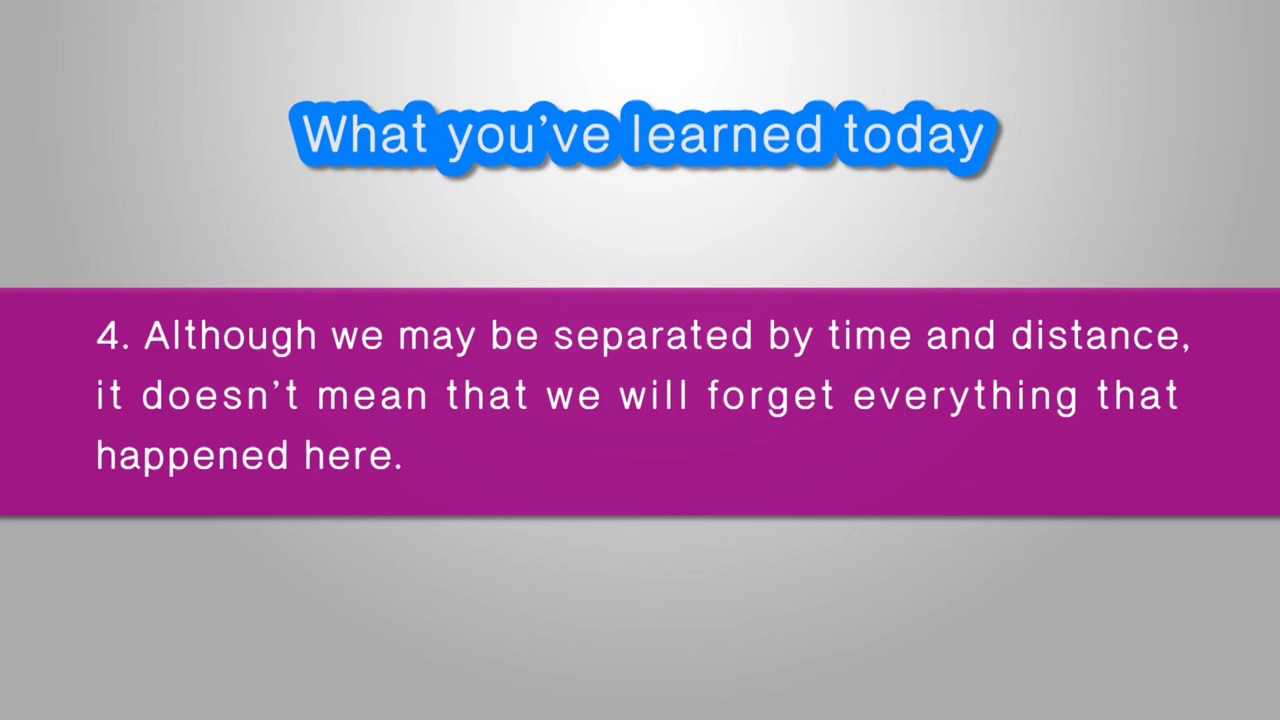 What you’ve learned today
4. Although we may be separated by time and distance,
it doesn’t mean that we will forget everything that
happened here.